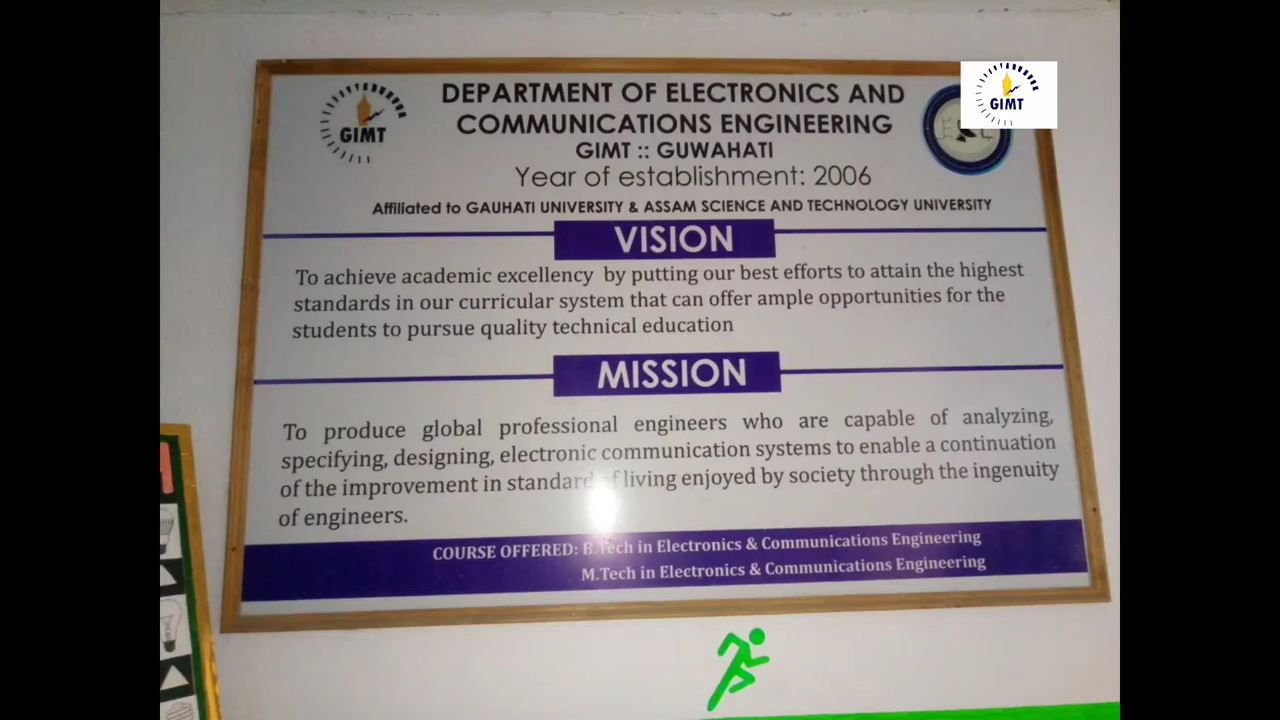 GIMT
GIMT
DEPARTMENT OF ELECTRONICS AND
COMMUNICATIONS ENGINEERING
GIMT :: GUWAHATI
Year of establishment: 2006
Affiliated to GAUHATI UNIVERSITY & ASSAM SCIENCE AND TECHNOLOGY UNIVERSITY
VISION
To achieve academic excellency by putting our best efforts to attain the highest
standards in our curricular system that can offer ample opportunities for the
students to pursue quality technical education
MISSION
To produce global professional engineers who are capable of analyzing,
specifying, designing, electronic communication systems to enable a continuation
of the improvement in standard of living enjoyed by society through the ingenuity
of engineers.
COURSE OFFERED: B.Tech in Electronics & Communications Engineering
M.Tech in Electronics & Communications Engineering